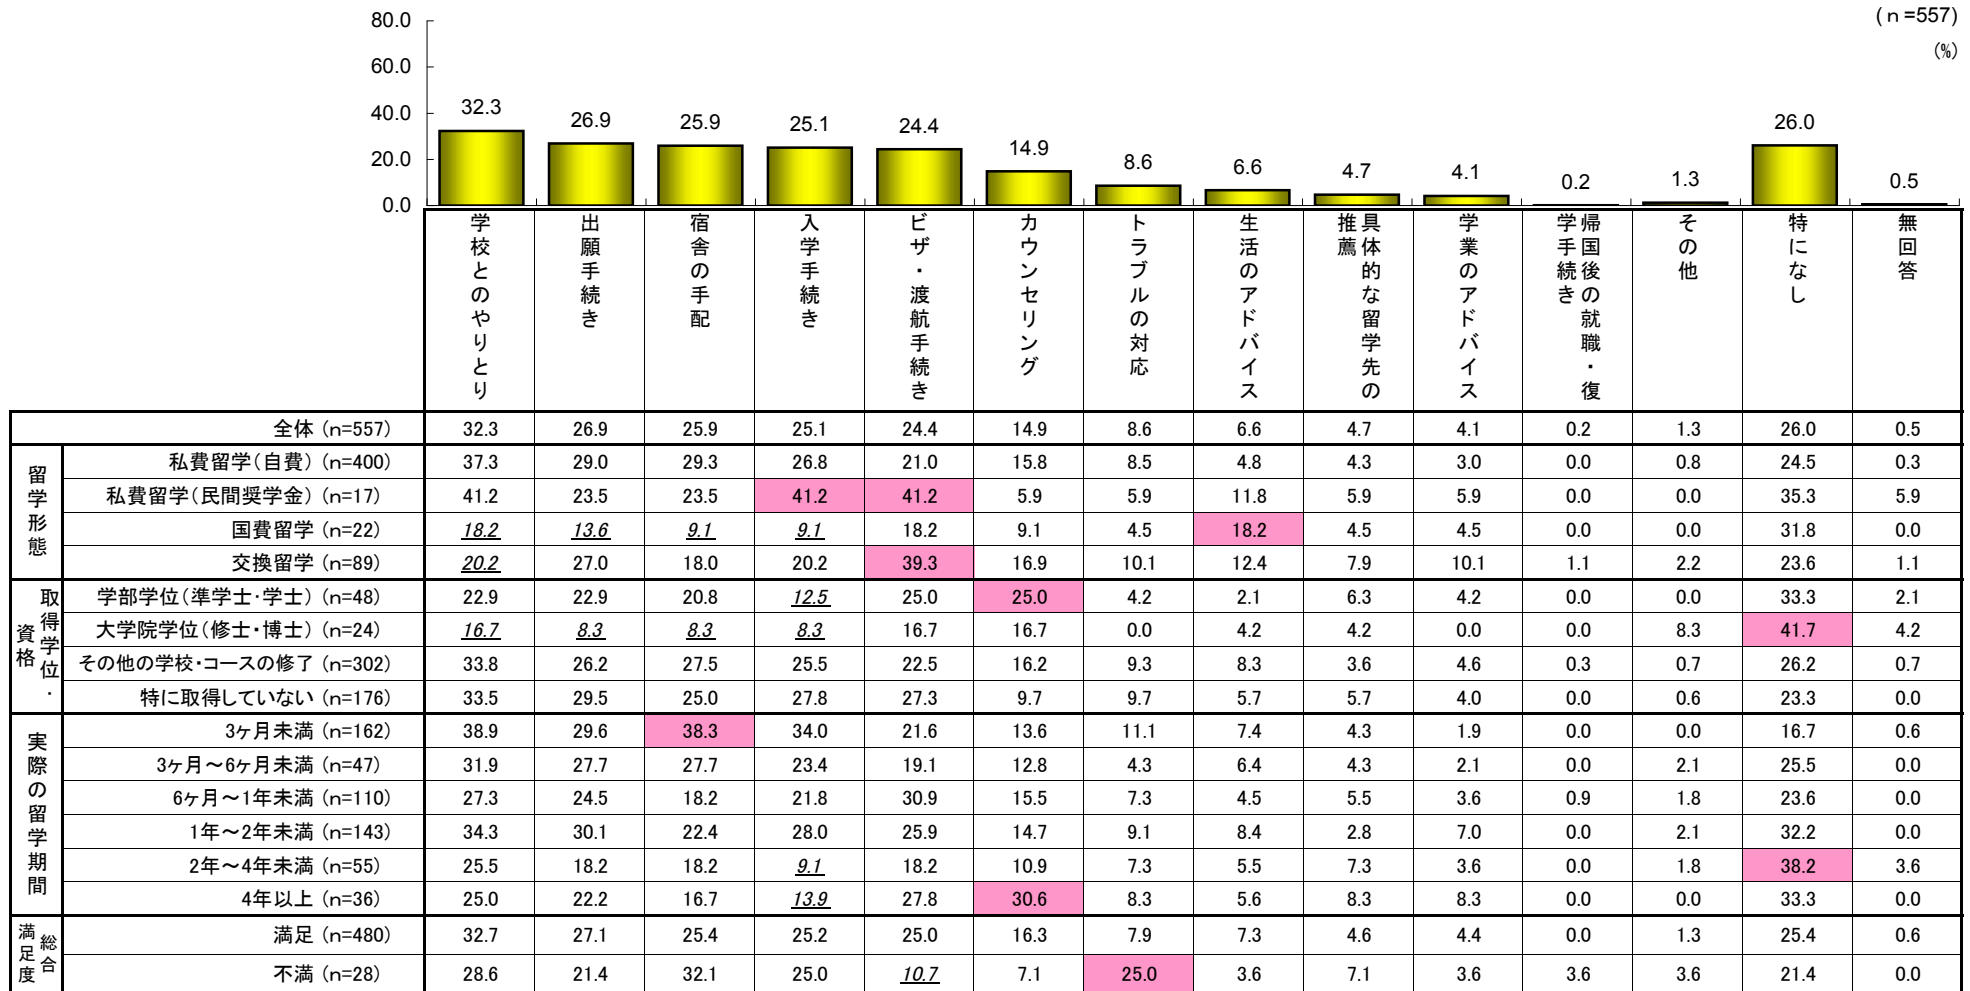 (n=557)
(%)
80.0
60.0
40.0
20.0
0.0
32.3 26.9 25.9 25.1 24.4 14.9 8.6 6.6 4.7 4.1 0.2 1.3 26.0 0.5
学校とのやりとり
出願手続き
宿舎の手配
入学手続き
ビザ・渡航手続き
カウンセリング
トラブルの対応
生活のアドバイス
具体的な留学先の
推薦
学業のアドバイス
帰国後の就職・復
学手続き
その他
特になし
無回答
全体 (n=557) 32.3 26.9 25.9 25.1 24.4 14.9 8.6 6.6 4.7 4.1 0.2 1.3 26.0 0.5
留学形態
私費留学(自費) (n=400) 37.3 29.0 29.3 26.8 21.0 15.8 8.5 4.8 4.3 3.0 0.0 0.8 24.5 0.3
私費留学(民間奨学金) (n=17) 41.2 23.5 23.5 41.2 41.2 5.9 5.9 11.8 5.9 5.9 0.0 0.0 35.3 5.9
国費留学 (n=22) 18.2 13.6 9.1 9.1 18.2 9.1 4.5 18.2 4.5 4.5 0.0 0.0 31.8 0.0
交換留学 (n=89) 20.2 27.0 18.0 20.2 39.3 16.9 10.1 12.4 7.9 10.1 1.1 2.2 23.6 1.1
取得学位・
資格
学部学位(準学士・学士) (n=48) 22.9 22.9 20.8 12.5 25.0 25.0 4.2 2.1 6.3 4.2 0.0 0.0 33.3 2.1
大学院学位(修士・博士) (n=24) 16.7 8.3 8.3 8.3 16.7 16.7 0.0 4.2 4.2 0.0 0.0 8.3 41.7 4.2
その他の学校・コースの修了 (n=302) 33.8 26.2 27.5 25.5 22.5 16.2 9.3 8.3 3.6 4.6 0.3 0.7 26.2 0.7
特に取得していない (n=176) 33.5 29.5 25.0 27.8 27.3 9.7 9.7 5.7 5.7 4.0 0.0 0.6 23.3 0.0
実際の留学期間
3ヶ月未満 (n=162) 38.9 29.6 38.3 34.0 21.6 13.6 11.1 7.4 4.3 1.9 0.0 0.0 16.7 0.6
3ヶ月～6ヶ月未満 (n=47) 31.9 27.7 27.7 23.4 19.1 12.8 4.3 6.4 4.3 2.1 0.0 2.1 25.5 0.0
6ヶ月～1年未満 (n=110) 27.3 24.5 18.2 21.8 30.9 15.5 7.3 4.5 5.5 3.6 0.9 1.8 23.6 0.0
1年～2年未満 (n=143) 34.3 30.1 22.4 28.0 25.9 14.7 9.1 8.4 2.8 7.0 0.0 2.1 32.2 0.0
2年～4年未満 (n=55) 25.5 18.2 18.2 9.1 18.2 10.9 7.3 5.5 7.3 3.6 0.0 1.8 38.2 3.6
4年以上 (n=36) 25.0 22.2 16.7 13.9 27.8 30.6 8.3 5.6 8.3 8.3 0.0 0.0 33.3 0.0
総合
満足度
満足 (n=480) 32.7 27.1 25.4 25.2 25.0 16.3 7.9 7.3 4.6 4.4 0.0 1.3 25.4 0.6
不満 (n=28) 28.6 21.4 32.1 25.0 10.7 7.1 25.0 3.6 7.1 3.6 3.6 3.6 21.4 0.0